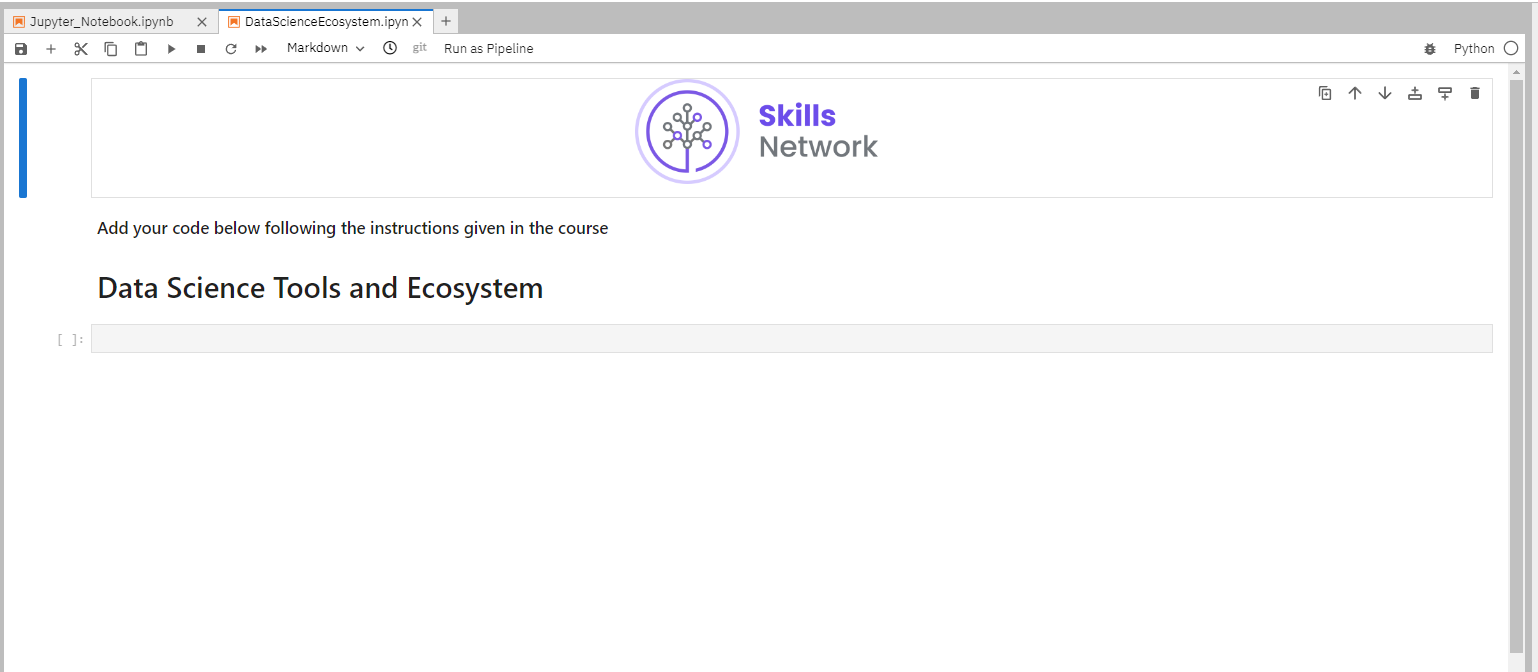 Jupyter_Notebook.ipynb
DataScienceEcosystem.ipyn
Markdown
git
Run as Pipeline
Python
Skills
Network
Add your code below following the instructions given in the course
Data Science Tools and Ecosystem
[ ]: